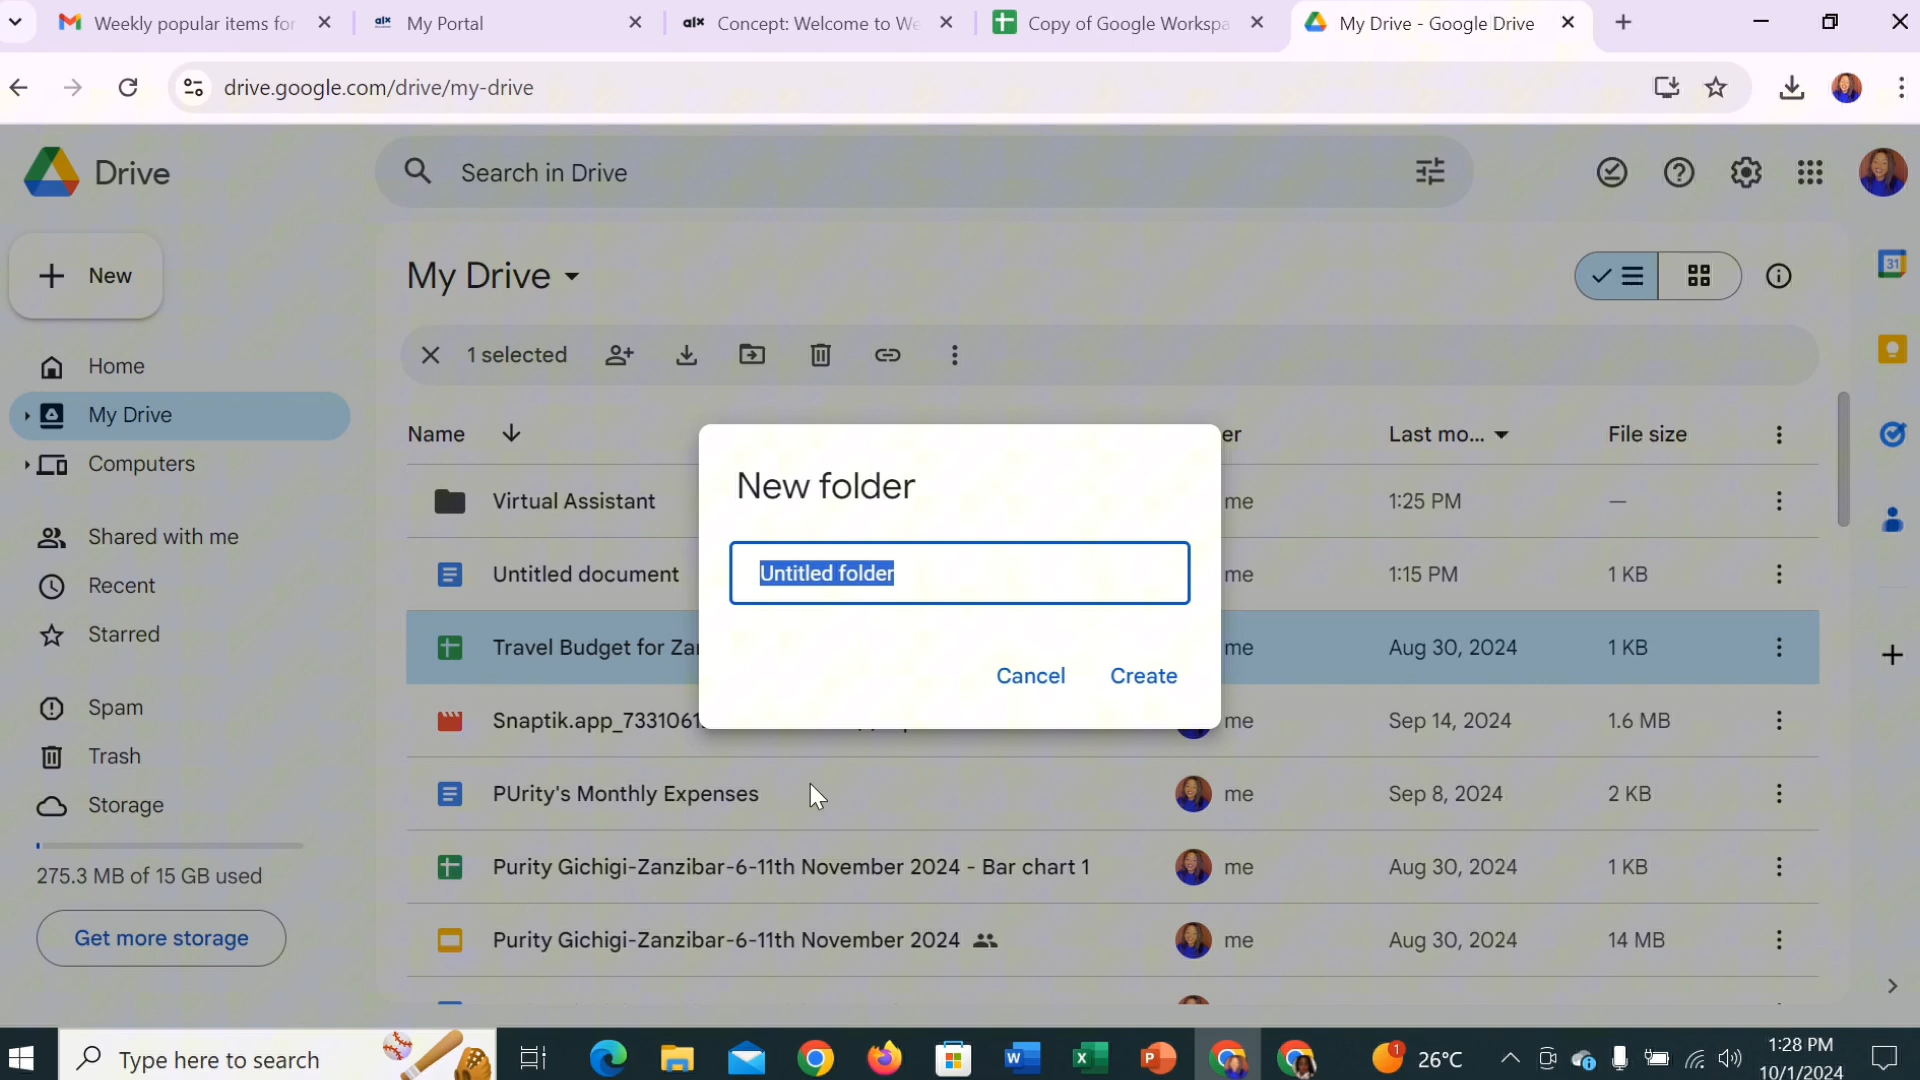 Weekly popular items for
My Portal
Concept: Welcome to We
Copy of Google Workspa
My Drive - Google Drive
drive.google.com/drive/my-drive
Drive
Search in Drive
New
My Drive
Home
My Drive
Computers
Shared with me
Recent
Starred
Spam
Trash
Storage
275.3 MB of 15 GB used
Get more storage
1 selected
Name
er
Last mo...
File size
Virtual Assistant
me
1:25 PM
—
Untitled document
me
1:15 PM
1 KB
Travel Budget for Zan
me
Aug 30, 2024
1 KB
Snaptik.app_733106
me
Sep 14, 2024
1.6 MB
PUrity's Monthly Expenses
me
Sep 8, 2024
2 KB
Purity Gichigi-Zanzibar-6-11th November 2024 - Bar chart 1
me
Aug 30, 2024
1 KB
Purity Gichigi-Zanzibar-6-11th November 2024
me
Aug 30, 2024
14 MB
New folder
Untitled folder
Cancel
Create
31
Type here to search
1
26°C
1:28 PM
10/1/2024